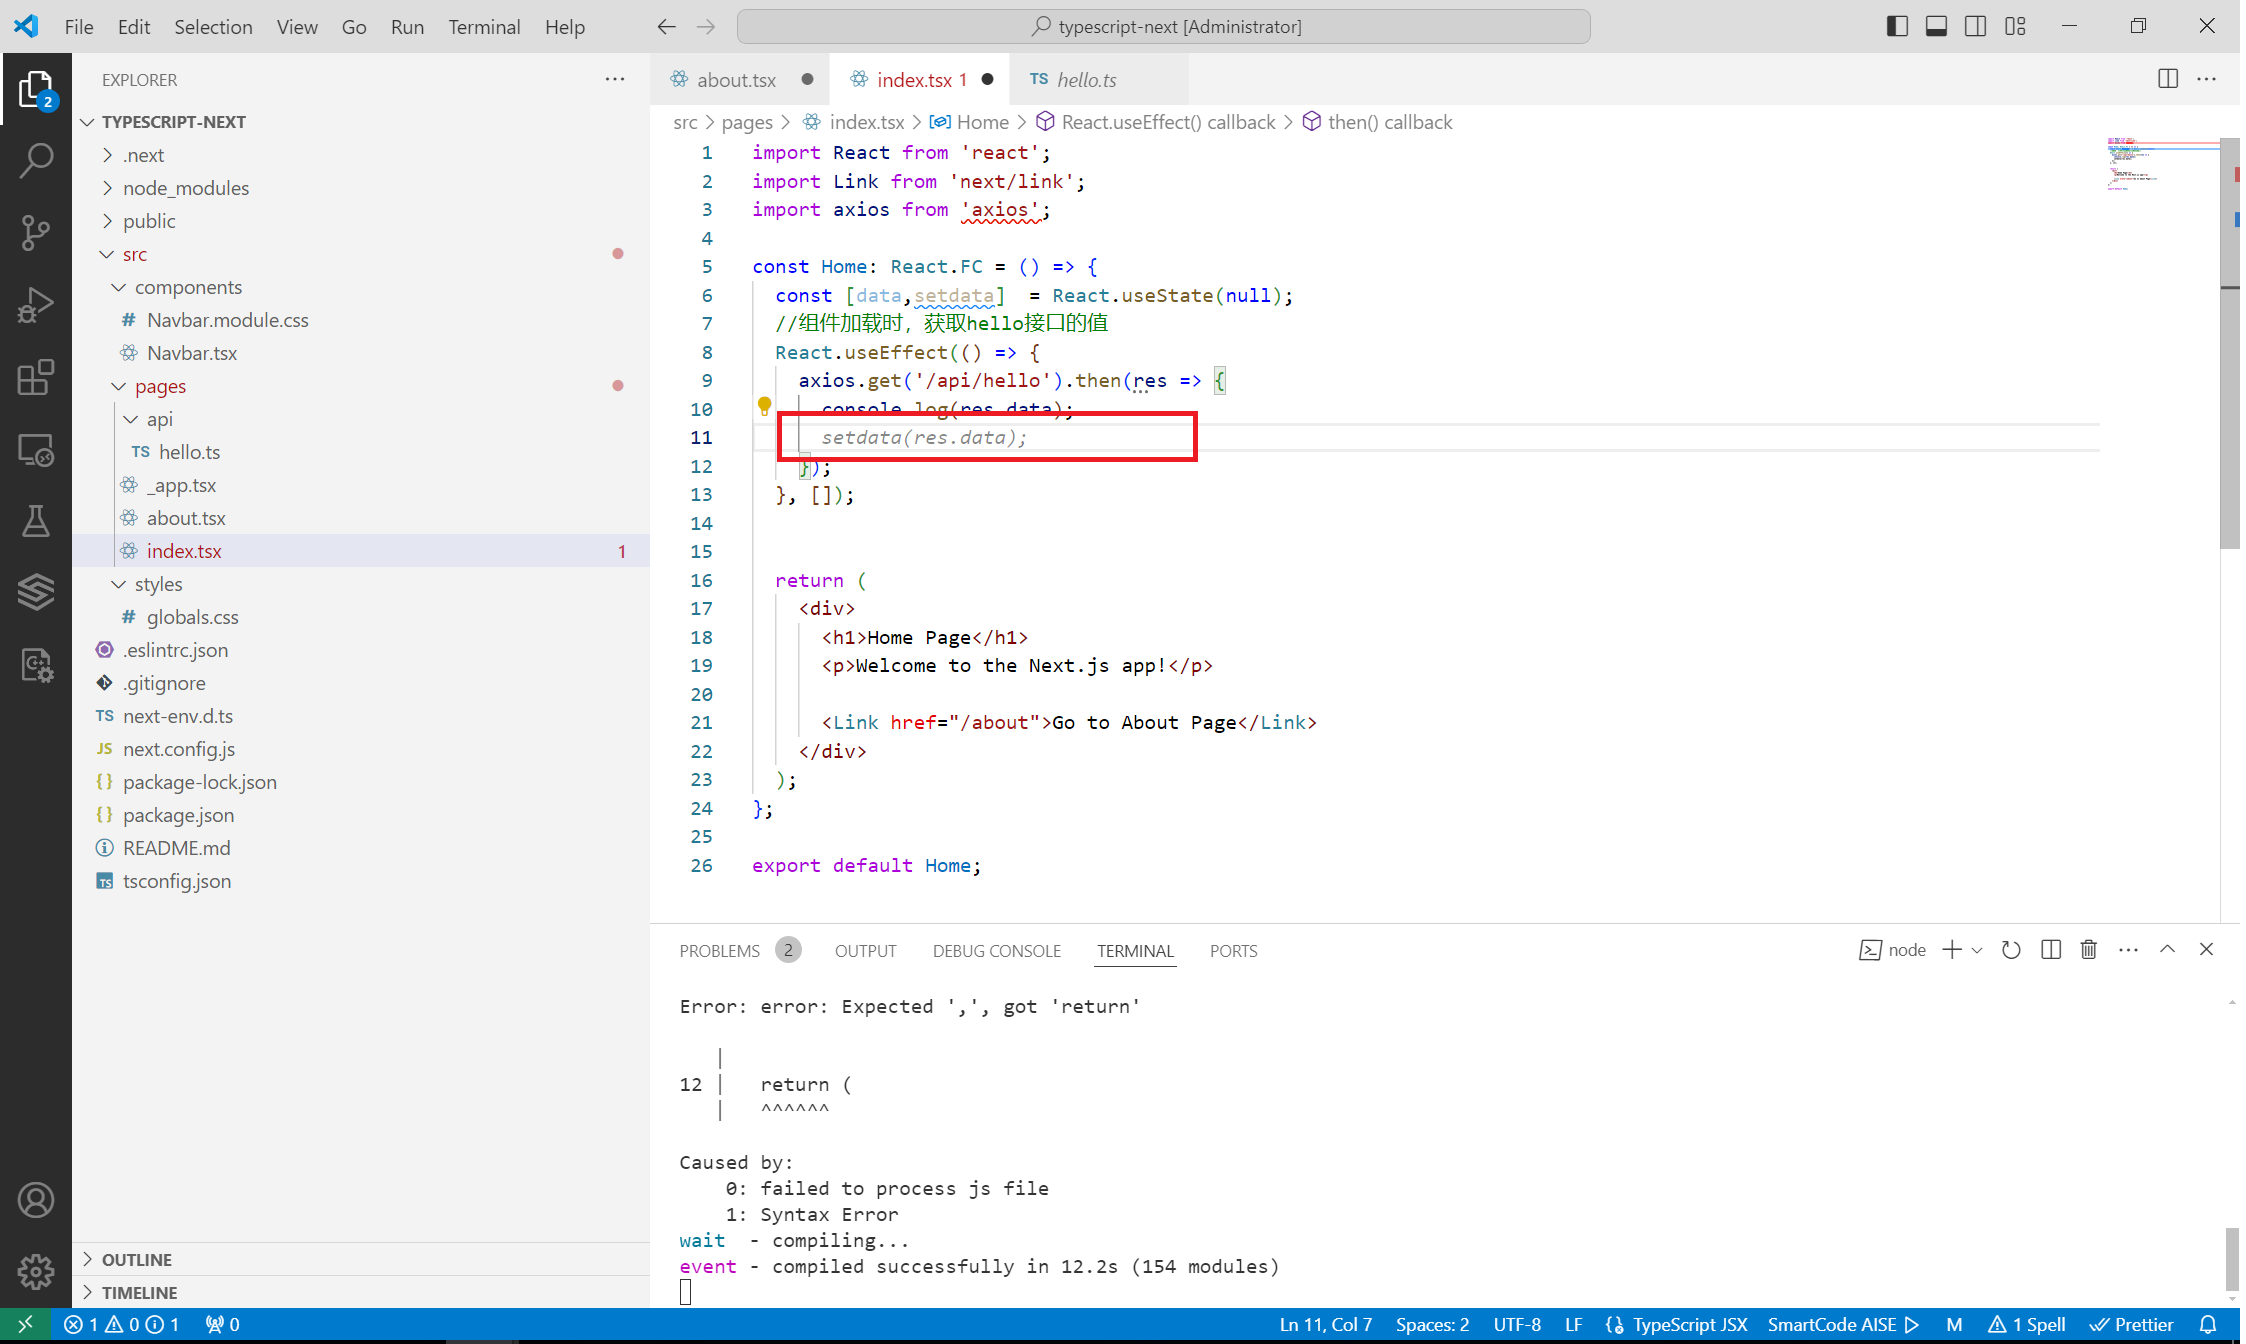 File Edit Selection View Go Run Terminal Help
typescript-next [Administrator]
2
EXPLORER
TYPESCRIPT-NEXT
.next
node_modules
public
src
components
# Navbar.module.css
Navbar.tsx
pages
api
TS hello.ts
_app.tsx
about.tsx
index.tsx 1
styles
# globals.css
.eslintrc.json
.gitignore
TS next-env.d.ts
JS next.config.js
{} package-lock.json
{} package.json
README.md
TS tsconfig.json
OUTLINE
TIMELINE
about.tsx
index.tsx 1
TS hello.ts
src > pages > index.tsx > Home > React.useEffect() callback > then() callback
1 import React from 'react';
2 import Link from 'next/link';
3 import axios from 'axios';
4
5 const Home: React.FC = () => {
6 const [data,setdata]  = React.useState(null);
7 //组件加载时，获取hello接口的值
8 React.useEffect(() => {
9 axios.get('/api/hello').then(res => {
10 console.log(res.data);
11 setdata(res.data);
12 });
13 }, []);
14
15
16 return (
17 <div>
18 <h1>Home Page</h1>
19 <p>Welcome to the Next.js app!</p>
20
21 <Link href="/about">Go to About Page</Link>
22 </div>
23 );
24 };
25
26 export default Home;
PROBLEMS 2 OUTPUT DEBUG CONSOLE TERMINAL PORTS
node
Error: error: Expected ',', got 'return'
|
12 | return (
| ^^^^^^
Caused by:
0: failed to process js file
1: Syntax Error
wait  - compiling...
event - compiled successfully in 12.2s (154 modules)
1 0 1 0
Ln 11, Col 7 Spaces: 2 UTF-8 LF TypeScript JSX SmartCode AISE M 1 Spell Prettier